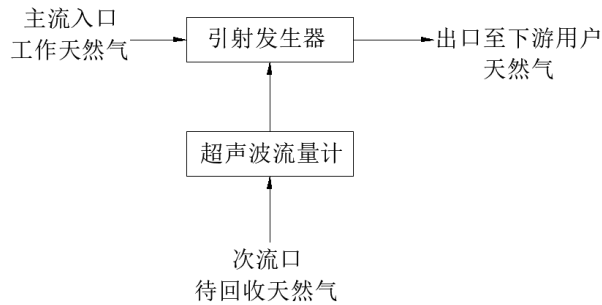 主流入口
工作天然气
引射发生器
出口至下游用户
天然气
超声波流量计
次流口
待回收天然气